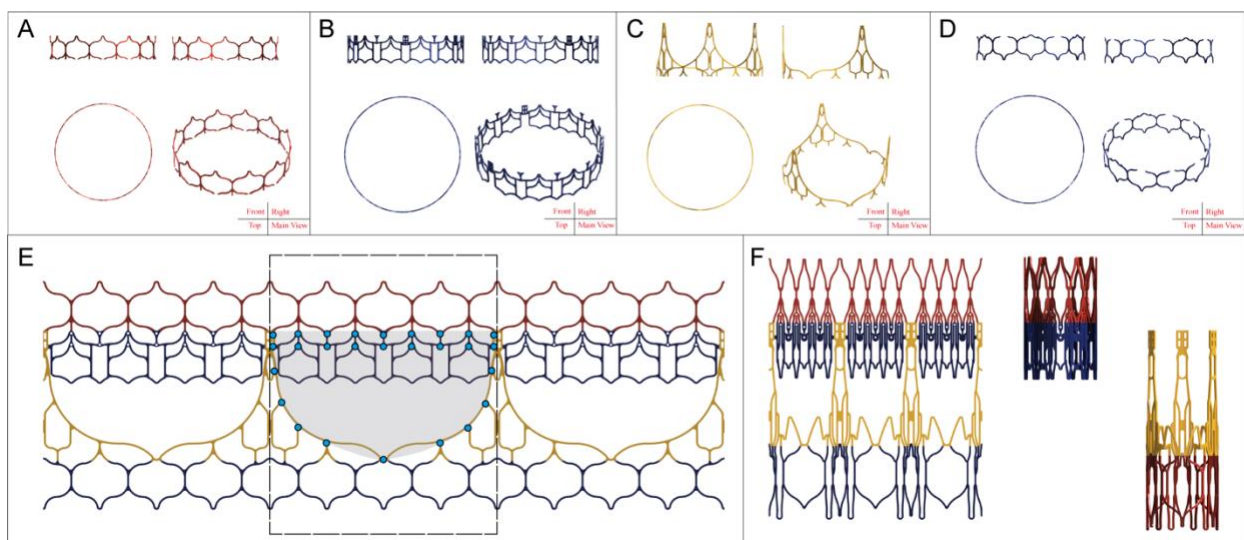 A
B
C
D
Front Right
Top Main View
Front Right
Top Main View
Front Right
Top Main View
Front Right
Top Main View
E
F